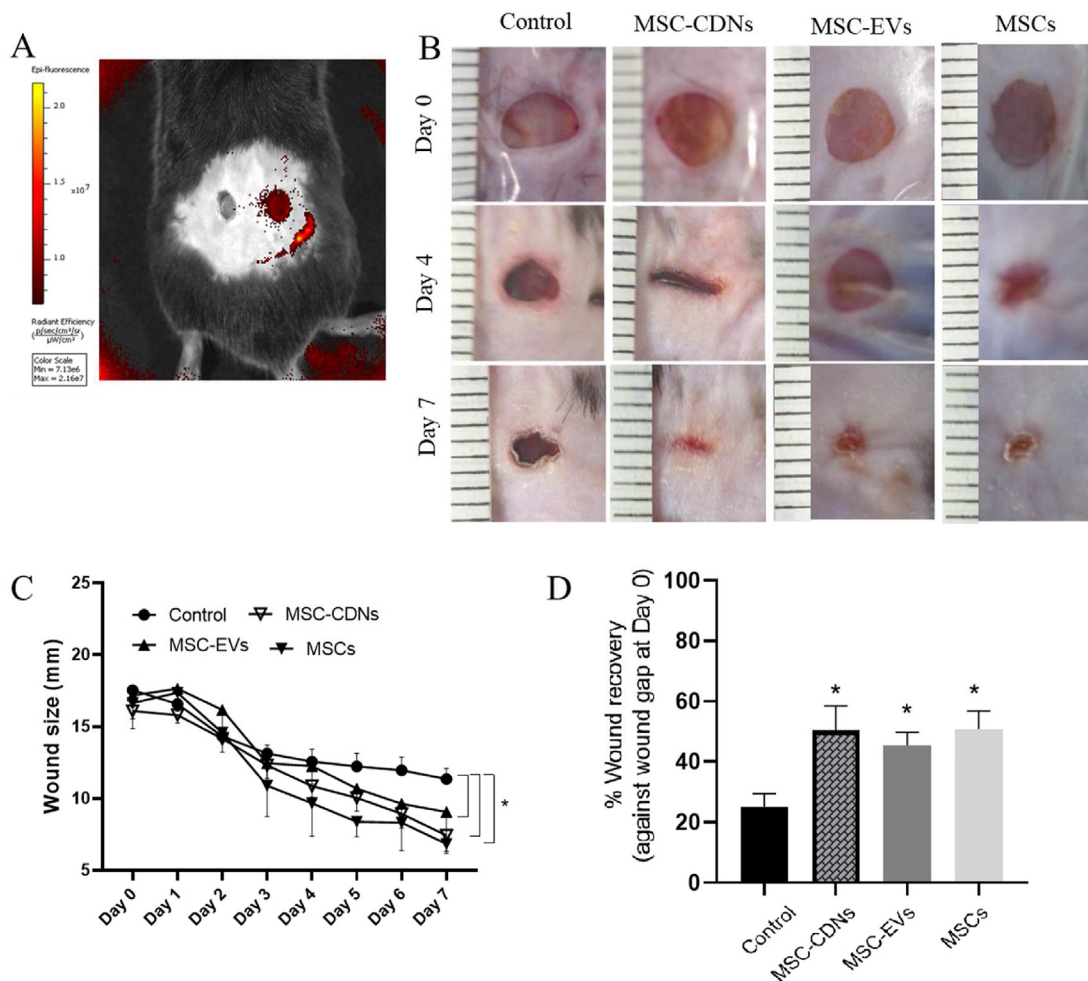 A
Epi-fluorescence
2.0
1.5
x10⁷
1.0
Radiant Efficiency
(p/sec/cm²/sr
µW/cm²)
Color Scale
Min = 7.13e6
Max = 2.16e7
B
Control MSC-CDNs MSC-EVs MSCs
Day 0
Day 4
Day 7
C
Wound size (mm)
25
20
15
10
5
Control MSC-CDNs
MSC-EVs MSCs
*
Day 0 Day 1 Day 2 Day 3 Day 4 Day 5 Day 6 Day 7
D
% Wound recovery
(against wound gap at Day 0)
100
80
60
40
20
0
* * *
Control MSC-CDNs MSC-EVs MSCs